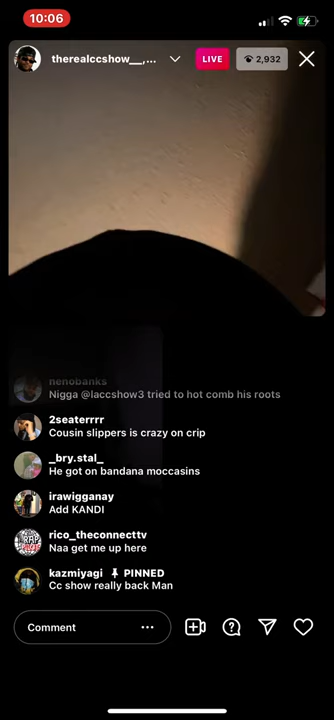 10:06
therealccshow__,...
LIVE
2,932
nenobanks
Nigga @laccshow3 tried to hot comb his roots
2seaterrrr
Cousin slippers is crazy on crip
_bry.stal_
He got on bandana moccasins
irawigganay
Add KANDI
rico_theconnecttv
Naa get me up here
kazmiyagi PINNED
Cc show really back Man
Comment